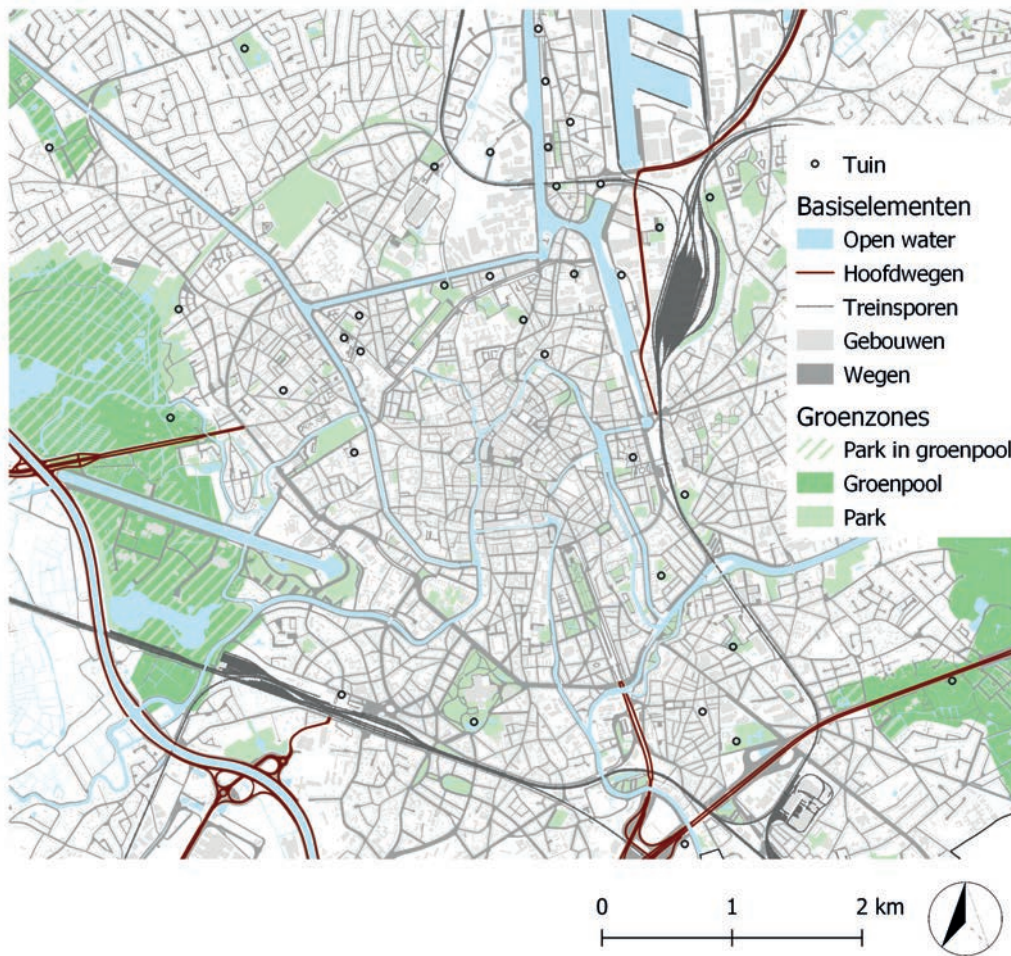 Tuin
Basiselementen
Open water
Hoofdwegen
Treinsporen
Gebouwen
Wegen
Groenzones
Park in groenpool
Groenpool
Park
0 1 2 km